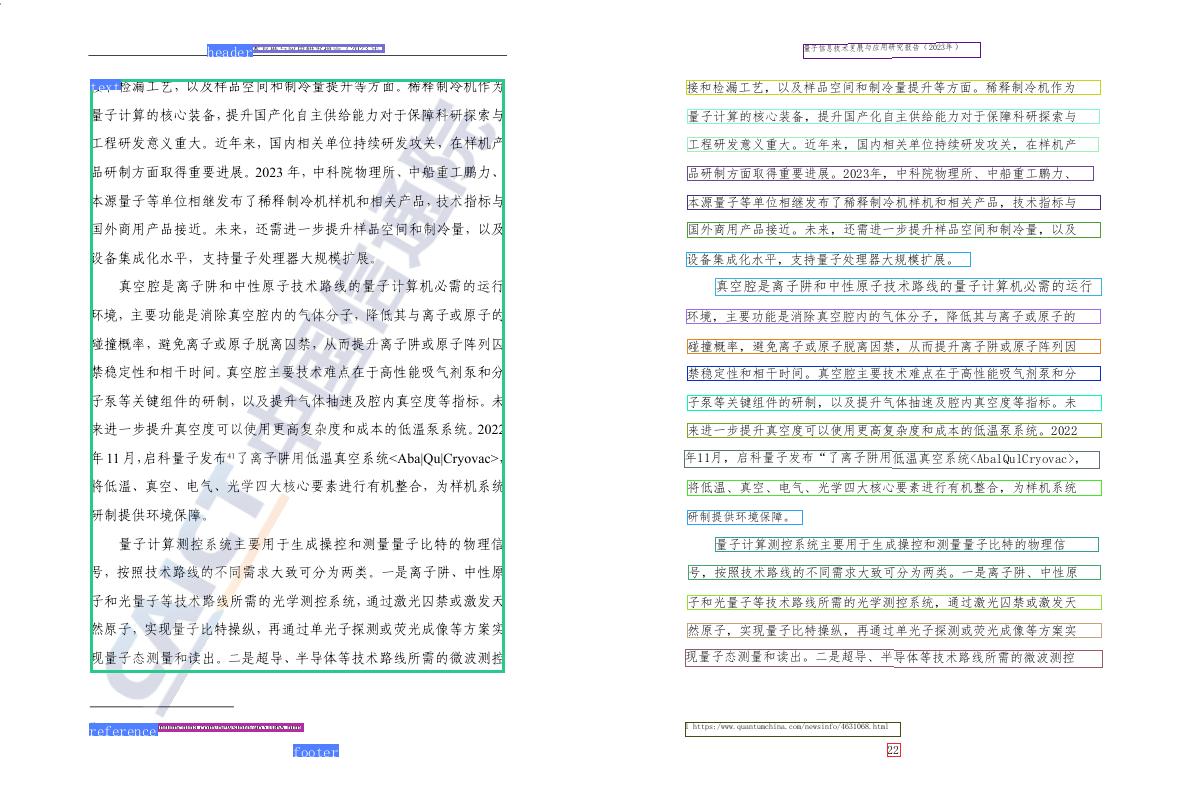 header
text
检漏工艺，以及样品空间和制冷量提升等方面。稀释制冷机作为
量子计算的核心装备，提升国产化自主供给能力对于保障科研探索与
工程研发意义重大。近年来，国内相关单位持续研发攻关，在样机产
品研制方面取得重要进展。2023 年，中科院物理所、中船重工鹏力、
本源量子等单位相继发布了稀释制冷机样机和相关产品，技术指标与
国外商用产品接近。未来，还需进一步提升样品空间和制冷量，以及
设备集成化水平，支持量子处理器大规模扩展。
真空腔是离子阱和中性原子技术路线的量子计算机必需的运行
环境，主要功能是消除真空腔内的气体分子，降低其与离子或原子的
碰撞概率，避免离子或原子脱离囚禁，从而提升离子阱或原子阵列囚
禁稳定性和相干时间。真空腔主要技术难点在于高性能吸气剂泵和分
子泵等关键组件的研制，以及提升气体抽速及腔内真空度等指标。未
来进一步提升真空度可以使用更高复杂度和成本的低温泵系统。2022
年 11 月，启科量子发布⁴¹了离子阱用低温真空系统<Aba|Qu|Cryovac>，
将低温、真空、电气、光学四大核心要素进行有机整合，为样机系统
研制提供环境保障。
量子计算测控系统主要用于生成操控和测量量子比特的物理信
号，按照技术路线的不同需求大致可分为两类。一是离子阱、中性原
子和光量子等技术路线所需的光学测控系统，通过激光囚禁或激发天
然原子，实现量子比特操纵，再通过单光子探测或荧光成像等方案实
现量子态测量和读出。二是超导、半导体等技术路线所需的微波测控
CAICT 中国信通院
reference
footer
量子信息技术发展与应用研究报告（2023年）
接和检漏工艺，以及样品空间和制冷量提升等方面。稀释制冷机作为
量子计算的核心装备，提升国产化自主供给能力对于保障科研探索与
工程研发意义重大。近年来，国内相关单位持续研发攻关，在样机产
品研制方面取得重要进展。2023年，中科院物理所、中船重工鹏力、
本源量子等单位相继发布了稀释制冷机样机和相关产品，技术指标与
国外商用产品接近。未来，还需进一步提升样品空间和制冷量，以及
设备集成化水平，支持量子处理器大规模扩展。
真空腔是离子阱和中性原子技术路线的量子计算机必需的运行
环境，主要功能是消除真空腔内的气体分子，降低其与离子或原子的
碰撞概率，避免离子或原子脱离囚禁，从而提升离子阱或原子阵列囚
禁稳定性和相干时间。真空腔主要技术难点在于高性能吸气剂泵和分
子泵等关键组件的研制，以及提升气体抽速及腔内真空度等指标。未
来进一步提升真空度可以使用更高复杂度和成本的低温泵系统。2022
年11月，启科量子发布“了离子阱用低温真空系统<AbalQulCryovac>，
将低温、真空、电气、光学四大核心要素进行有机整合，为样机系统
研制提供环境保障。
量子计算测控系统主要用于生成操控和测量量子比特的物理信
号，按照技术路线的不同需求大致可分为两类。一是离子阱、中性原
子和光量子等技术路线所需的光学测控系统，通过激光囚禁或激发天
然原子，实现量子比特操纵，再通过单光子探测或荧光成像等方案实
现量子态测量和读出。二是超导、半导体等技术路线所需的微波测控
https:/www.quantumchina.com/newsinfo/4631068.html
22